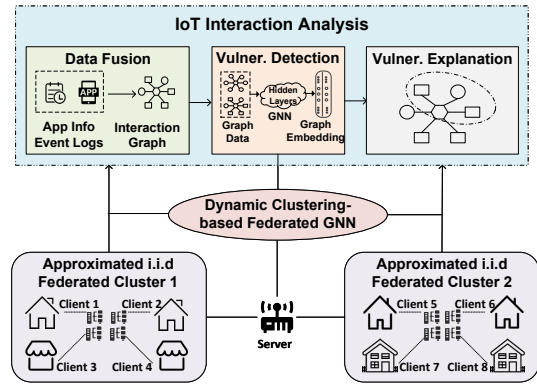 IoT Interaction Analysis
Data Fusion
APP
App Info
Event Logs
Interaction
Graph
Vulner. Detection
Hidden
Layers
GNN
Graph
Data
Graph
Embedding
Vulner. Explanation
Dynamic Clustering-
based Federated GNN
Approximated i.i.d
Federated Cluster 1
Client 1
Client 2
Client 3
Client 4
Server
Approximated i.i.d
Federated Cluster 2
Client 5
Client 6
Client 7
Client 8